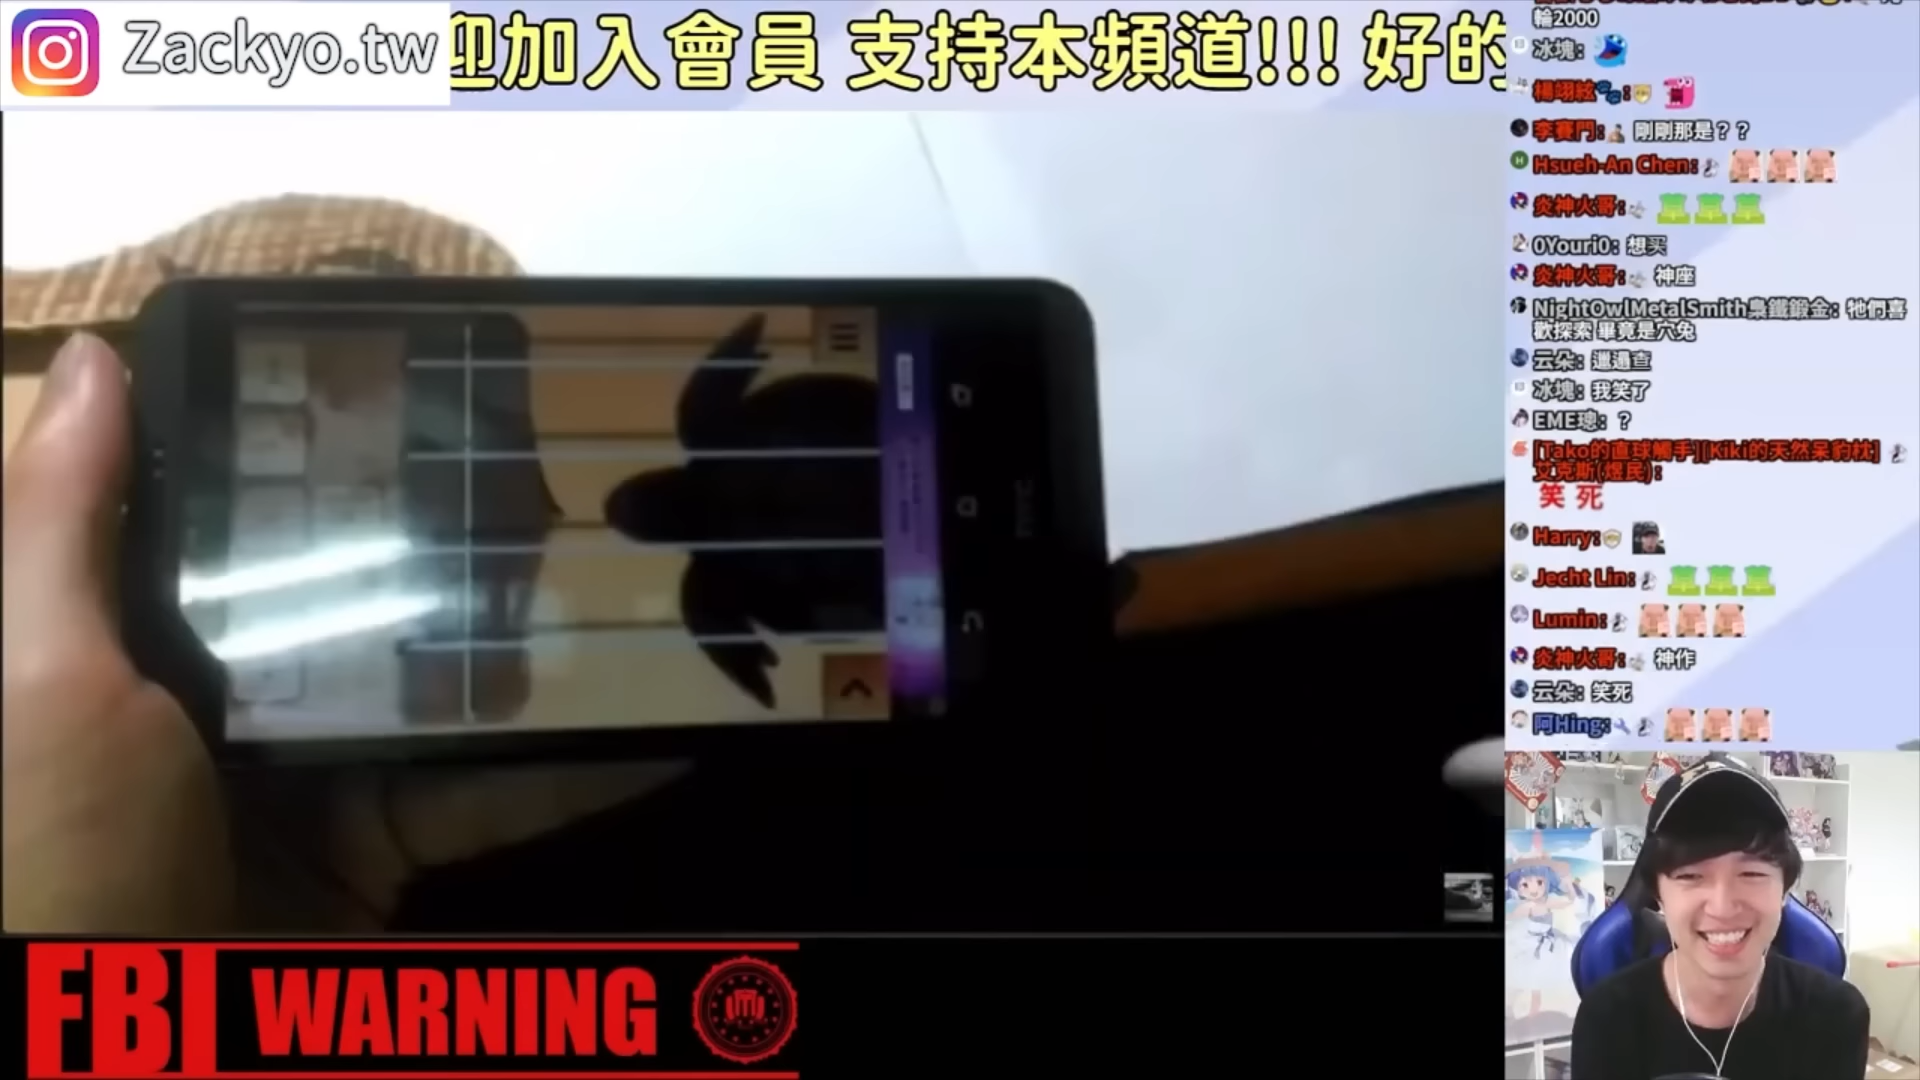 Zackyo.tw
迎加入會員 支持本頻道!!! 好的
輪2000
冰塊:
楊翊絃:
李賽門: 剛剛那是？？
Hsueh-An Chen:
炎神火哥:
0Youri0: 想买
炎神火哥: 神座
NightOwlMetalSmith梟鐵鍛金: 牠們喜
歡探索 畢竟是穴兔
云朵: 邋遢查
冰塊: 我笑了
EME璁: ？
[Tako的直球觸手][Kiki的天然呆豹枕]
艾克斯(煜民):
笑 死
Harry:
Jecht Lin:
Lumin:
炎神火哥: 神作
云朵: 笑死
阿Hing:
FBI WARNING